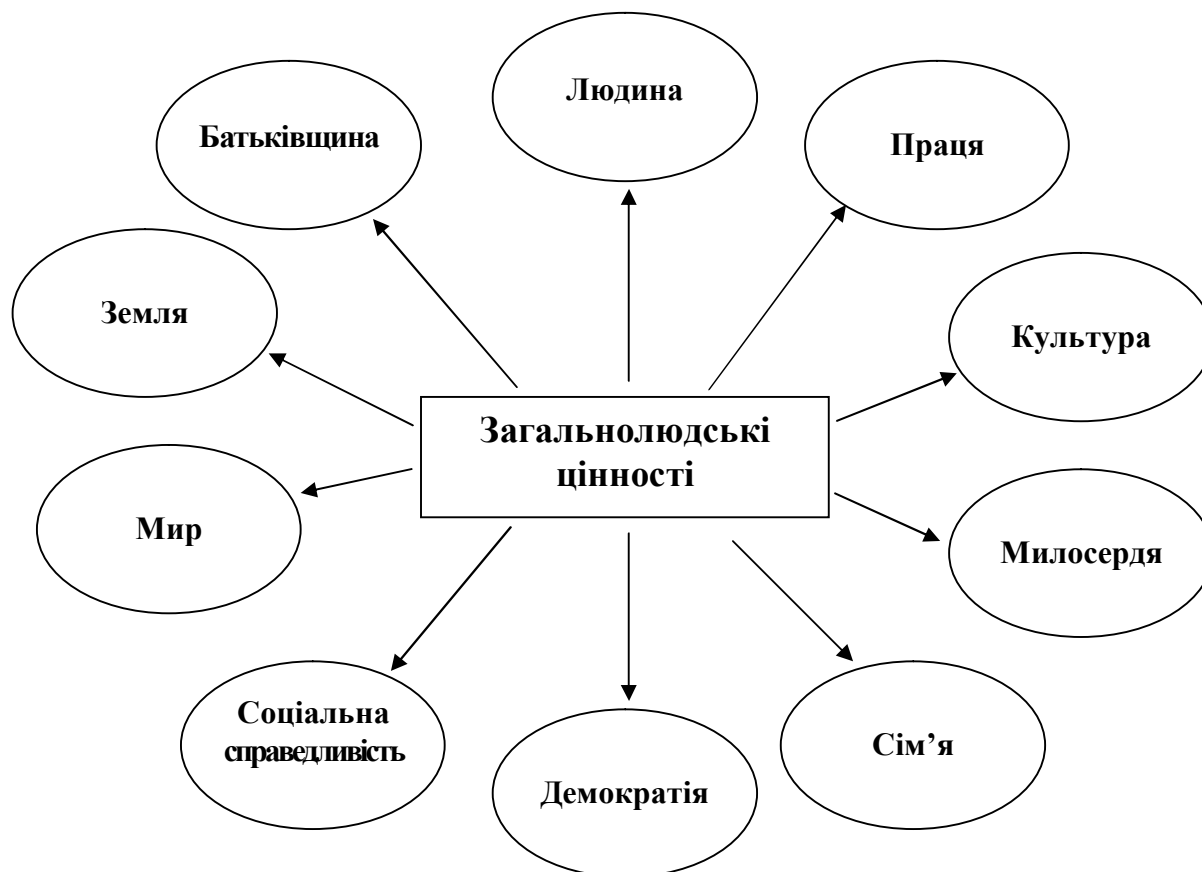 Людина
Батьківщина
Праця
Земля
Культура
Загальнолюдські
цінності
Мир
Милосердя
Соціальна
справедливість
Сім’я
Демократія